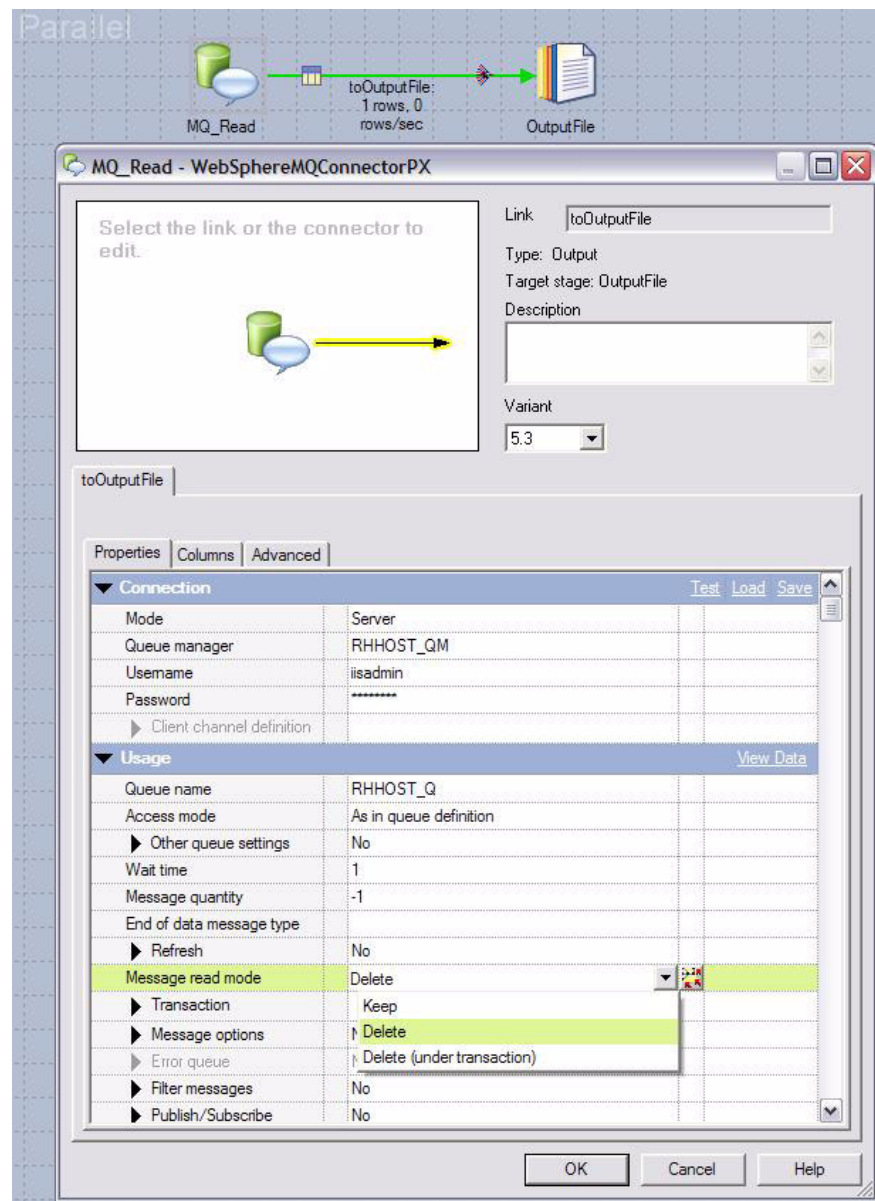 Parallel
toOutputFile:
1 rows, 0
rows/sec
MQ_Read
OutputFile
MQ_Read - WebSphereMQConnectorPX
Select the link or the connector to
edit.
Link toOutputFile
Type: Output
Target stage: OutputFile
Description
Variant
5.3
toOutputFile
Properties Columns Advanced
Connection Test Load Save
Mode Server
Queue manager RHHOST_QM
Username iisadmin
Password ********
Client channel definition
Usage View Data
Queue name RHHOST_Q
Access mode As in queue definition
Other queue settings No
Wait time 1
Message quantity -1
End of data message type
Refresh No
Message read mode Delete
Transaction Keep
Message options Delete
Error queue Delete (under transaction)
Filter messages No
Publish/Subscribe No
OK Cancel Help